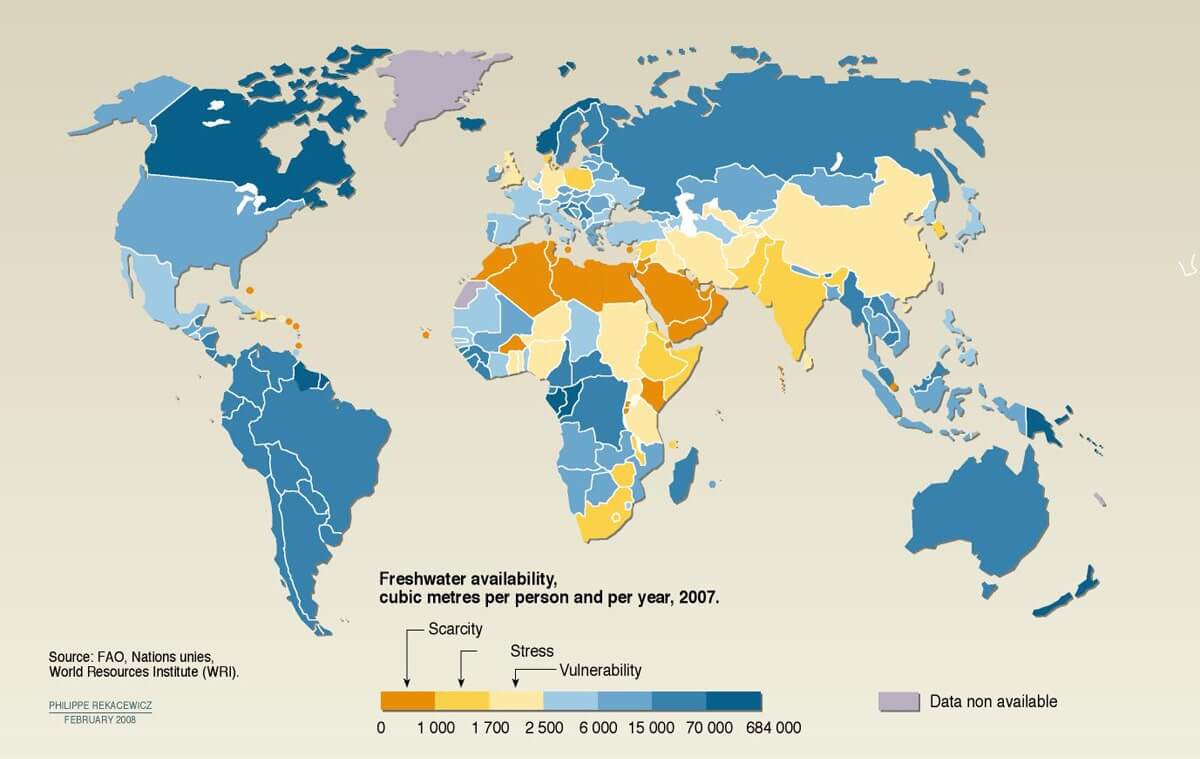 Freshwater availability,
cubic metres per person and per year, 2007.
Scarcity
Stress
Vulnerability
0 1 000 1 700 2 500 6 000 15 000 70 000 684 000
Data non available
Source: FAO, Nations unies,
World Resources Institute (WRI).
PHILIPPE REKACEWICZ
FEBRUARY 2008